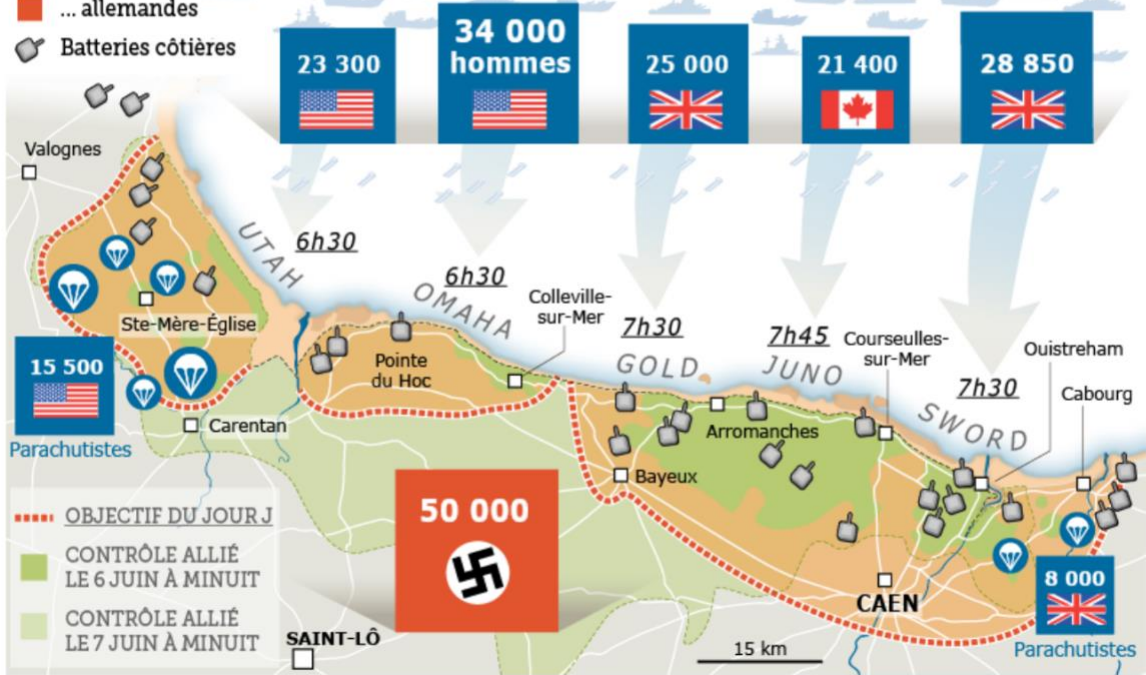 ... allemandes
Batteries côtières
23 300
34 000
hommes
25 000
21 400
28 850
Valognes
UTAH
6h30
6h30
OMAHA
Colleville-
sur-Mer
7h30
GOLD
7h45
JUNO
Courseulles-
sur-Mer
7h30
SWORD
Ouistreham
Cabourg
Ste-Mère-Église
Pointe
du Hoc
15 500
Parachutistes
Carentan
Arromanches
Bayeux
50 000
OBJECTIF DU JOUR J
CONTRÔLE ALLIÉ
LE 6 JUIN À MINUIT
CONTRÔLE ALLIÉ
LE 7 JUIN À MINUIT
SAINT-LÔ
CAEN
15 km
8 000
Parachutistes